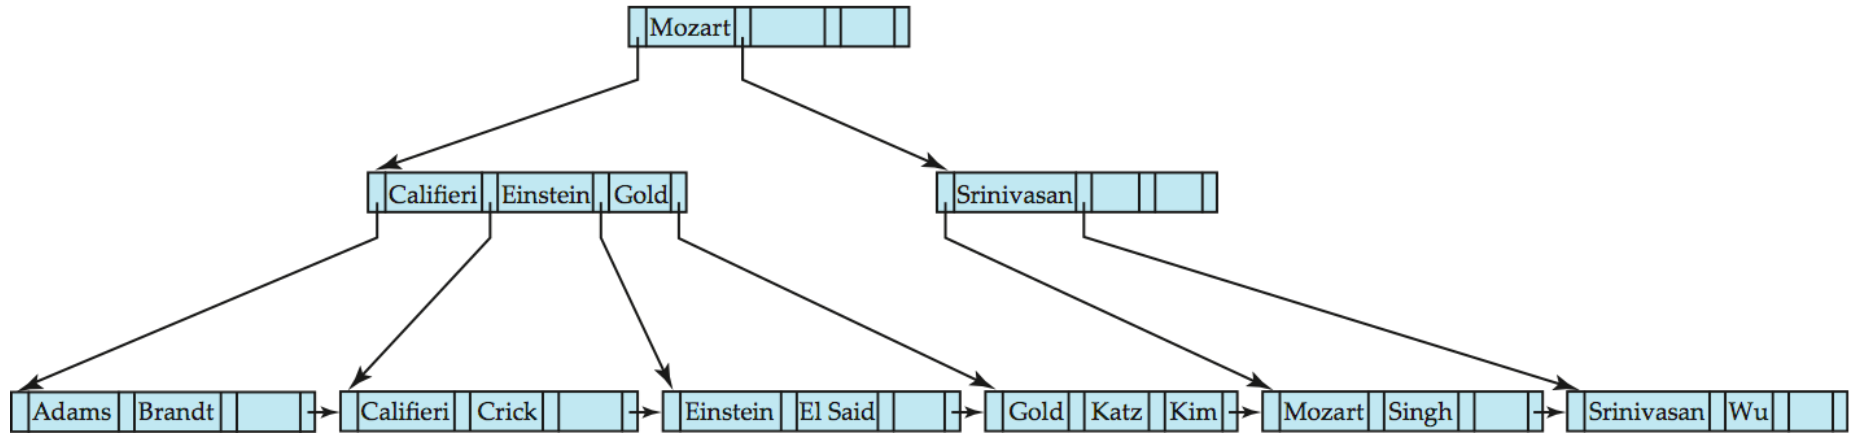 Mozart
Califieri Einstein Gold Srinivasan
Adams Brandt Califieri Crick Einstein El Said Gold Katz Kim Mozart Singh Srinivasan Wu